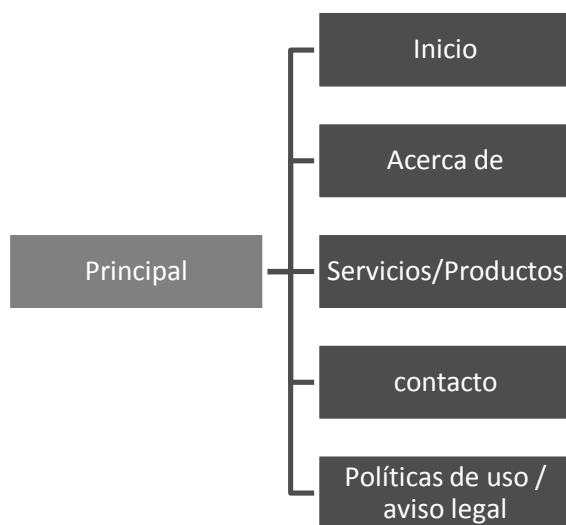 Inicio
Acerca de
Principal
Servicios/Productos
contacto
Políticas de uso /
aviso legal